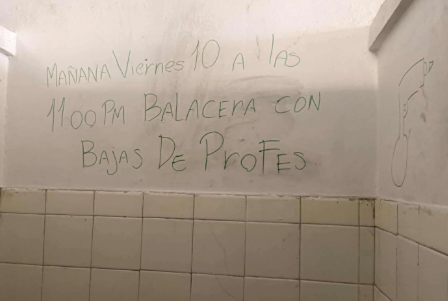 MAÑANA Viernes 10 A las
11:00 PM BALACERA CON
BAJAS DE PROFES